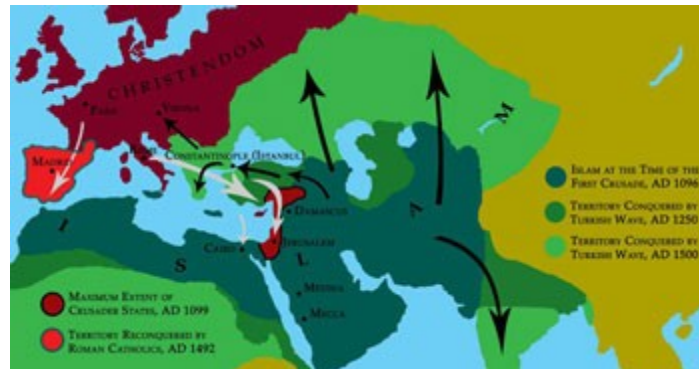 CHRISTENDOM
PARIS
VIENNA
ROME
MADRID
CONSTANTINOPLE (ISTANBUL)
DAMASCUS
JERUSALEM
CAIRO
MEDINA
MECCA
I S L A M
ISLAM AT THE TIME OF THE
FIRST CRUSADE, AD 1096
TERRITORY CONQUERED BY
TURKISH WAVE, AD 1250
TERRITORY CONQUERED BY
TURKISH WAVE, AD 1500
MAXIMUM EXTENT OF
CRUSADER STATES, AD 1099
TERRITORY RECONQUERED BY
ROMAN CATHOLICS, AD 1492